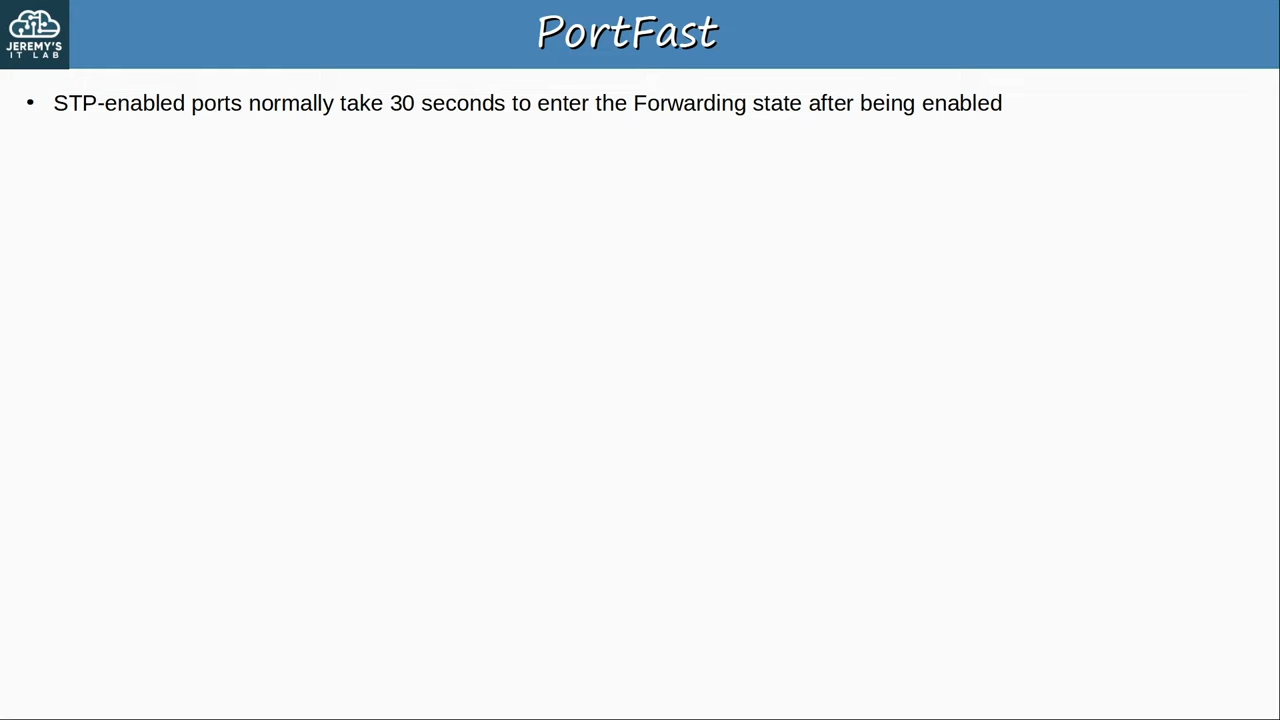 JEREMY'S
IT LAB
PortFast
• STP-enabled ports normally take 30 seconds to enter the Forwarding state after being enabled